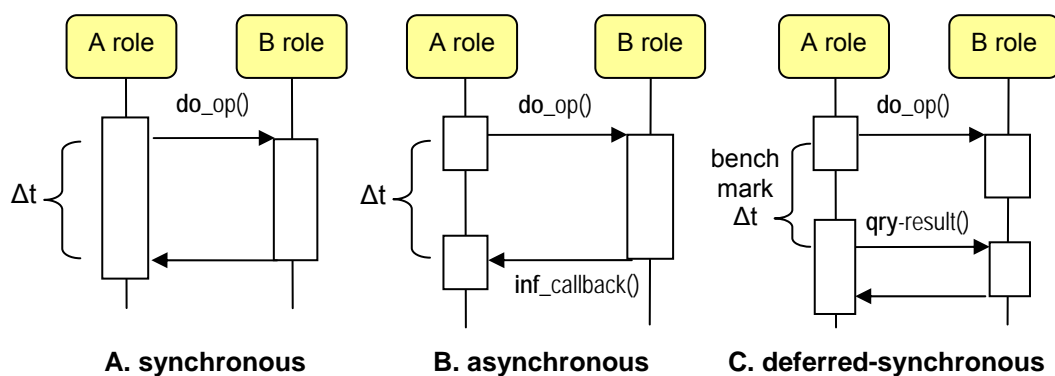 A role B role A role B role A role B role
do_op() do_op() do_op()
Δt Δt bench
mark
Δt
qry-result()
inf_callback()
A. synchronous B. asynchronous C. deferred-synchronous